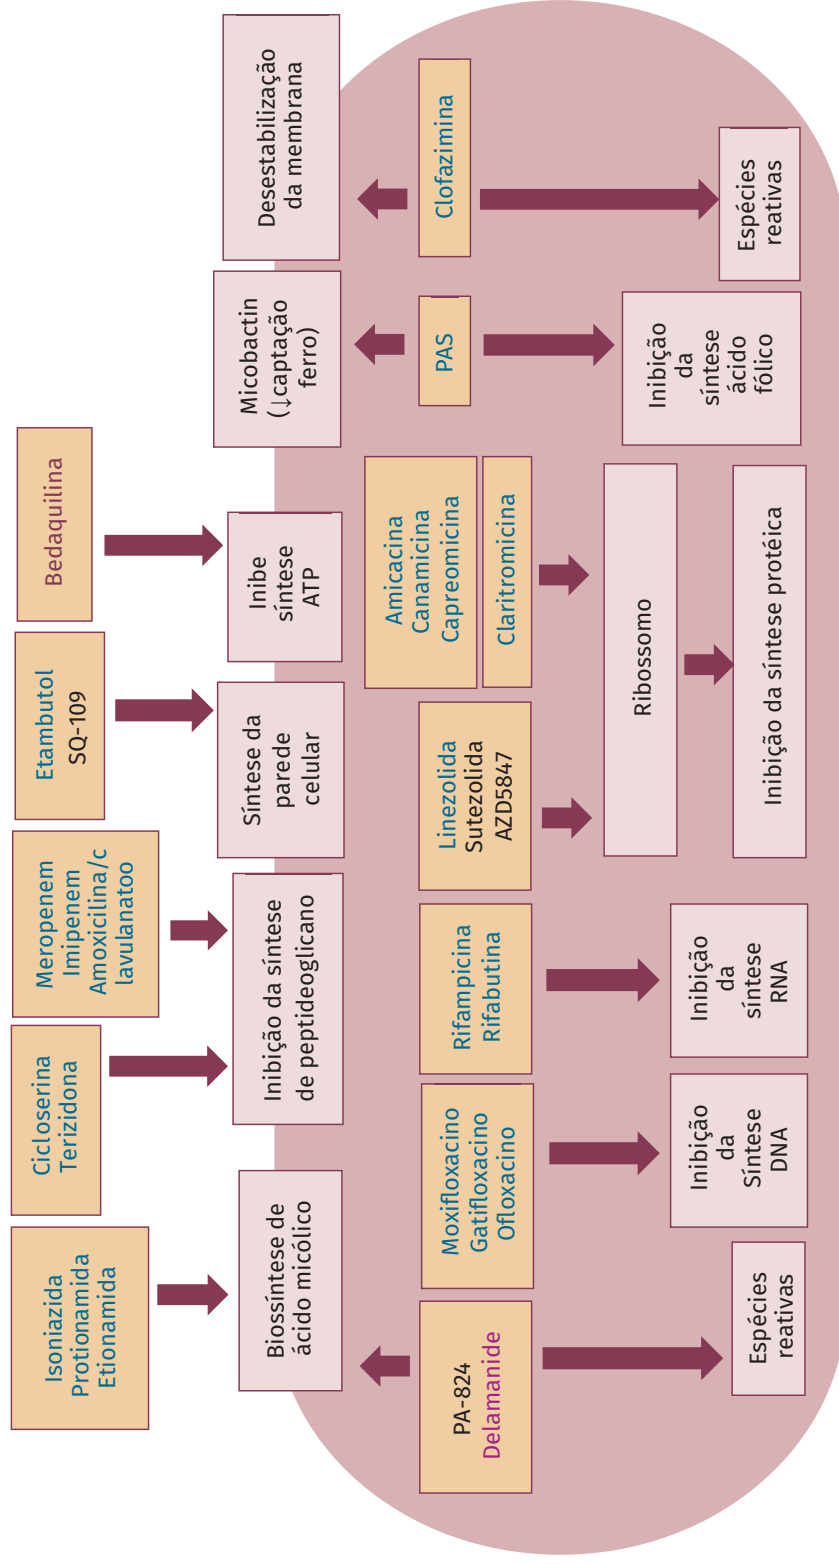 Isoniazida
Protionamida
Etionamida
Cicloserina
Terizidona
Meropenem
Imipenem
Amoxicilina/c
lavulanatoo
Etambutol
SQ-109
Bedaquilina
Biossíntese de
ácido micólico
Inibição da síntese
de peptideoglicano
Síntese da
parede
celular
Inibe
síntese
ATP
Micobactin
(↓captação
ferro)
Desestabilização
da membrana
PA-824
Delamanide
Moxifloxacino
Gatifloxacino
Ofloxacino
Rifampicina
Rifabutina
Linezolida
Sutezolida
AZD5847
Amicacina
Canamicina
Capreomicina
Claritromicina
PAS
Clofazimina
Espécies
reativas
Inibição
da
Síntese
DNA
Inibição
da
síntese
RNA
Ribossomo
Inibição da síntese protéica
Inibição
da
síntese
ácido
fólico
Espécies
reativas